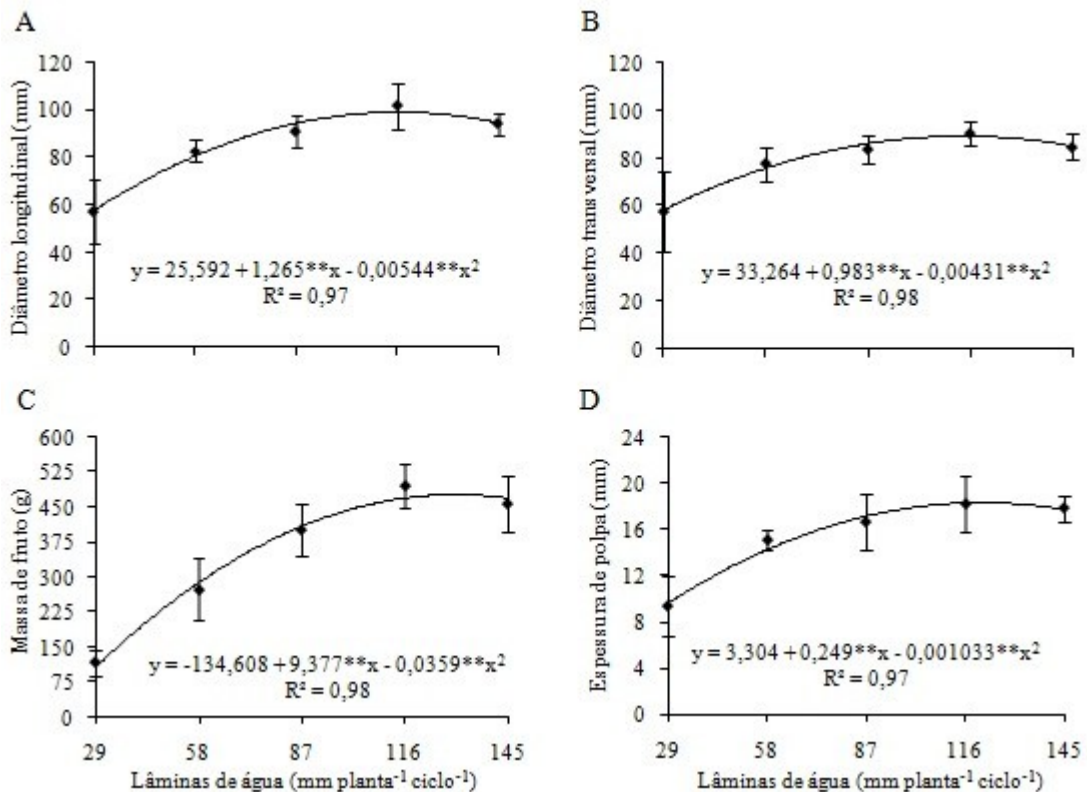 A
Diâmetro longitudinal (mm)
120
100
80
60
40
20
0
y = 25,592 + 1,265**x - 0,00544**x²
R² = 0,97
B
Diâmetro transversal (mm)
120
100
80
60
40
20
0
y = 33,264 + 0,983**x - 0,00431**x²
R² = 0,98
C
Massa de fruto (g)
600
525
450
375
300
225
150
75
0
y = -134,608 + 9,377**x - 0,0359**x²
R² = 0,98
29 58 87 116 145
Lâminas de água (mm planta⁻¹ ciclo⁻¹)
D
Espessura de polpa (mm)
24
20
16
12
8
4
0
y = 3,304 + 0,249**x - 0,001033**x²
R² = 0,97
29 58 87 116 145
Lâminas de água (mm planta⁻¹ ciclo⁻¹)